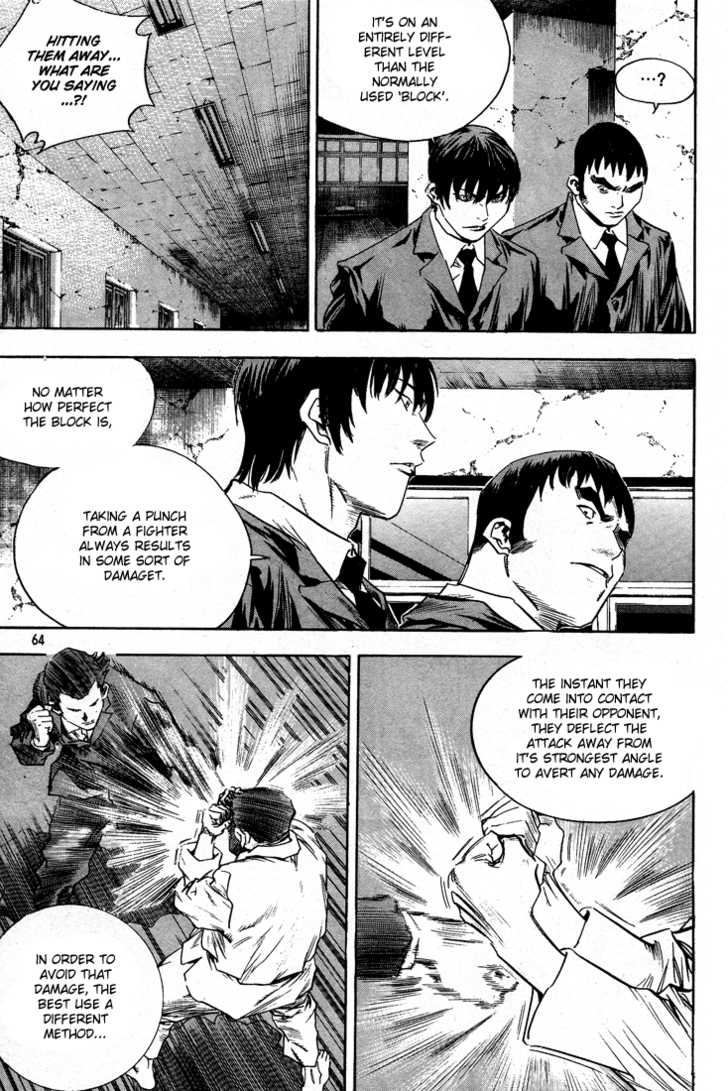 HITTING
THEM AWAY...
WHAT ARE
YOU SAYING
...?!
IT'S ON AN
ENTIRELY DIFF-
ERENT LEVEL
THAN THE
NORMALLY
USED 'BLOCK'.
...?
NO MATTER
HOW PERFECT
THE BLOCK IS,
TAKING A PUNCH
FROM A FIGHTER
ALWAYS RESULTS
IN SOME SORT OF
DAMAGET.
64
IN ORDER TO
AVOID THAT
DAMAGE, THE
BEST USE A
DIFFERENT
METHOD...
THE INSTANT THEY
COME INTO CONTACT
WITH THEIR OPPONENT,
THEY DEFLECT THE
ATTACK AWAY FROM
IT'S STRONGEST ANGLE
TO AVERT ANY DAMAGE.